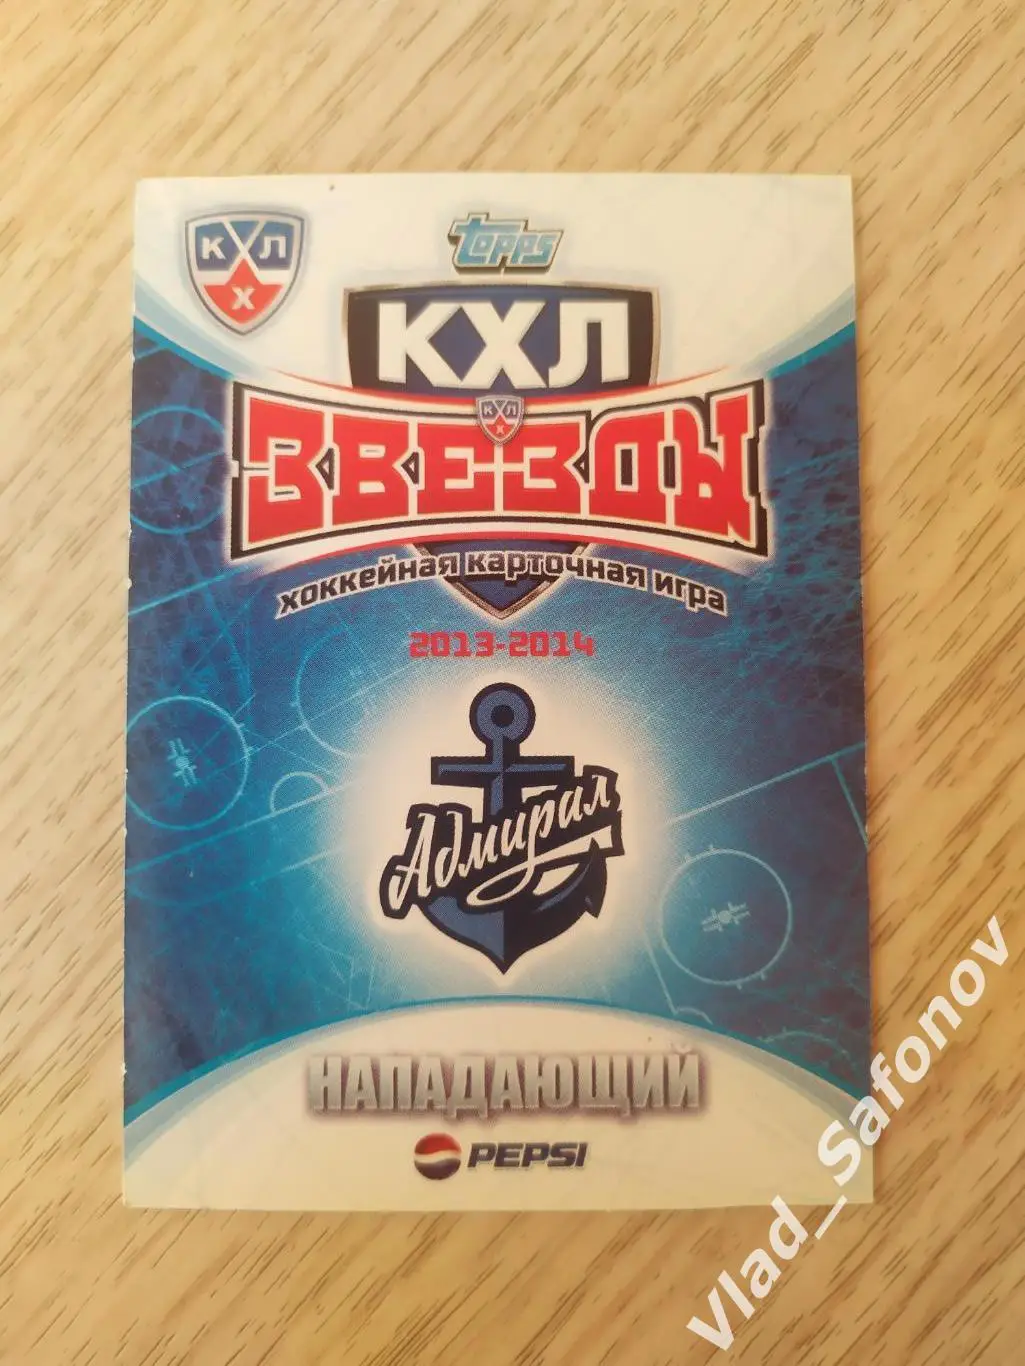 КХЛ
Х
Topps
КХЛ
КХЛ
Х
ЗВЕЗДЫ
ХОККЕЙНАЯ КАРТОЧНАЯ ИГРА
2013-2014
Адмирал
НАПАДАЮЩИЙ
PEPSI
Vlad_Safonov